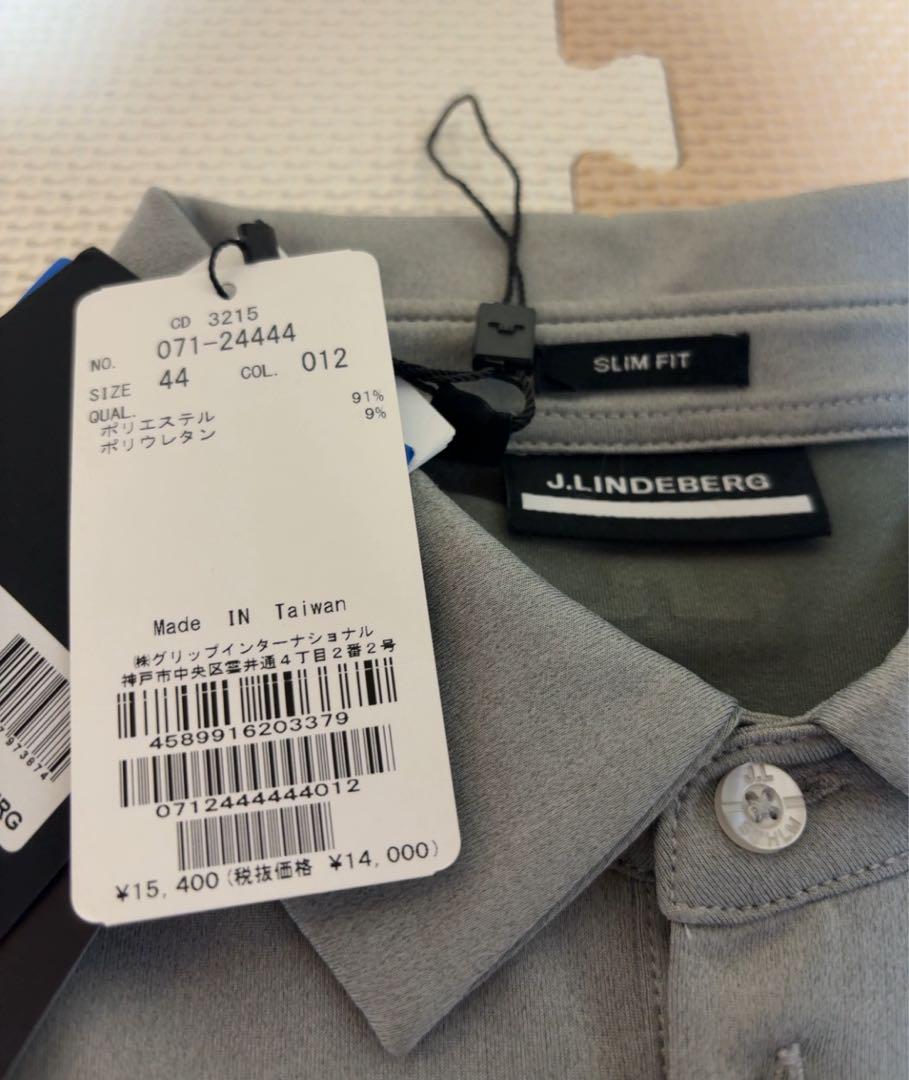 CD 3215
NO. 071-24444
SIZE 44 COL. 012
QUAL.
ポリエステル 91%
ポリウレタン 9%
Made IN Taiwan
㈱グリップインターナショナル
神戸市中央区雲井通4丁目2番2号
4589916203379
0712444444012
¥15,400(税抜価格 ¥14,000)
SLIM FIT
J.LINDEBERG
J.L
973874
ERG